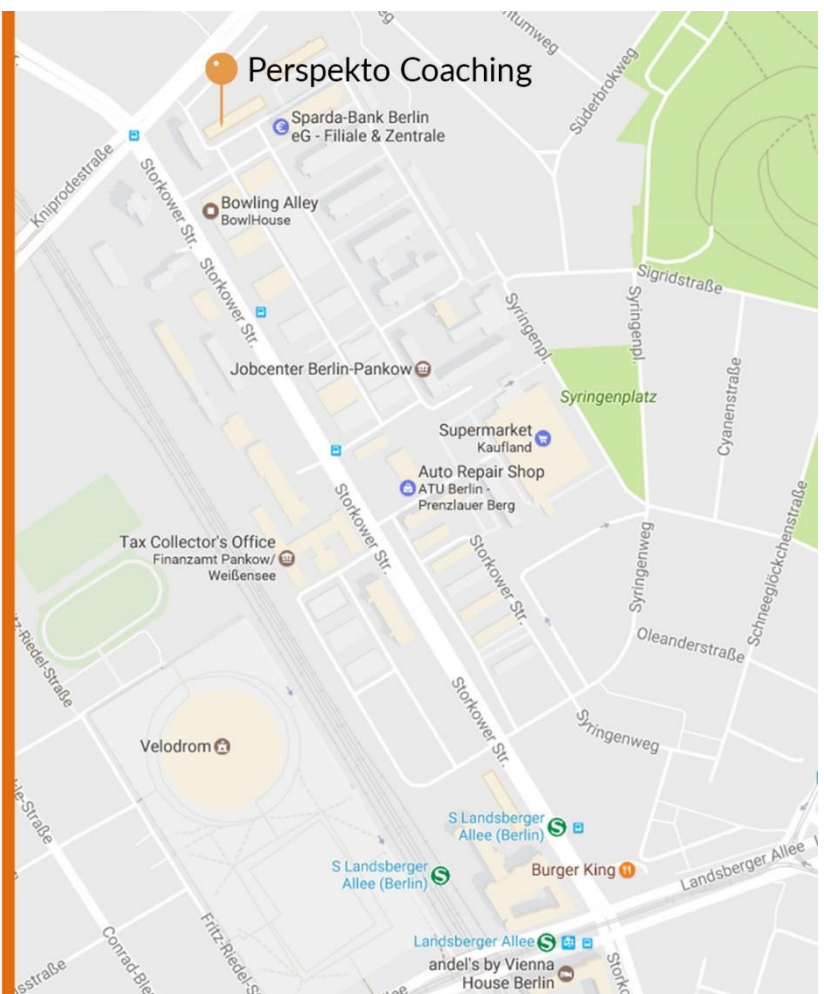 Perspekto Coaching
Sparda-Bank Berlin
eG - Filiale & Zentrale
Süderbrokweg
Kniprodestraße
Storkower Str.
Bowling Alley
BowlHouse
Storkower Str.
Sigridstraße
Syringenpl.
Syringenpl.
Jobcenter Berlin-Pankow
Syringenplatz
Cyanenstraße
Supermarket
Kaufland
Auto Repair Shop
ATU Berlin -
Prenzlauer Berg
Storkower Str.
Tax Collector's Office
Finanzamt Pankow/
Weißensee
Storkower Str.
Syringenweg
Schneeglöckchenstraße
Oleanderstraße
Storkower Str.
Syringenweg
Velodrom
S Landsberger
Allee (Berlin)
S
S Landsberger
Allee (Berlin)
S
Burger King
Landsberger Allee
Fritz-Riedel-S
Conrad-Ble
Landsberger Allee
S
andel's by Vienna
House Berlin